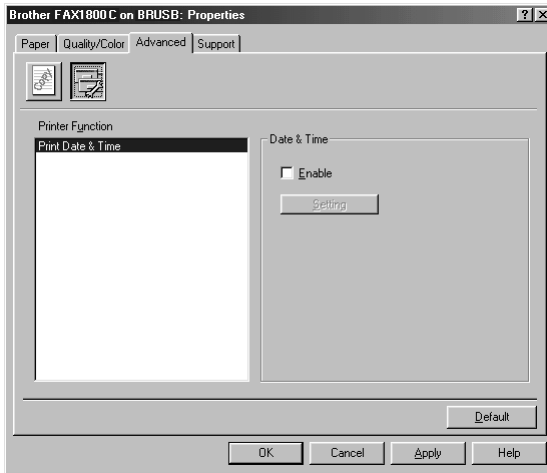 Brother FAX1800C on BRUSB: Properties
Paper Quality/Color Advanced Support
Copy
Printer Function
Print Date & Time
Date & Time
Enable
Setting
Default
OK Cancel Apply Help